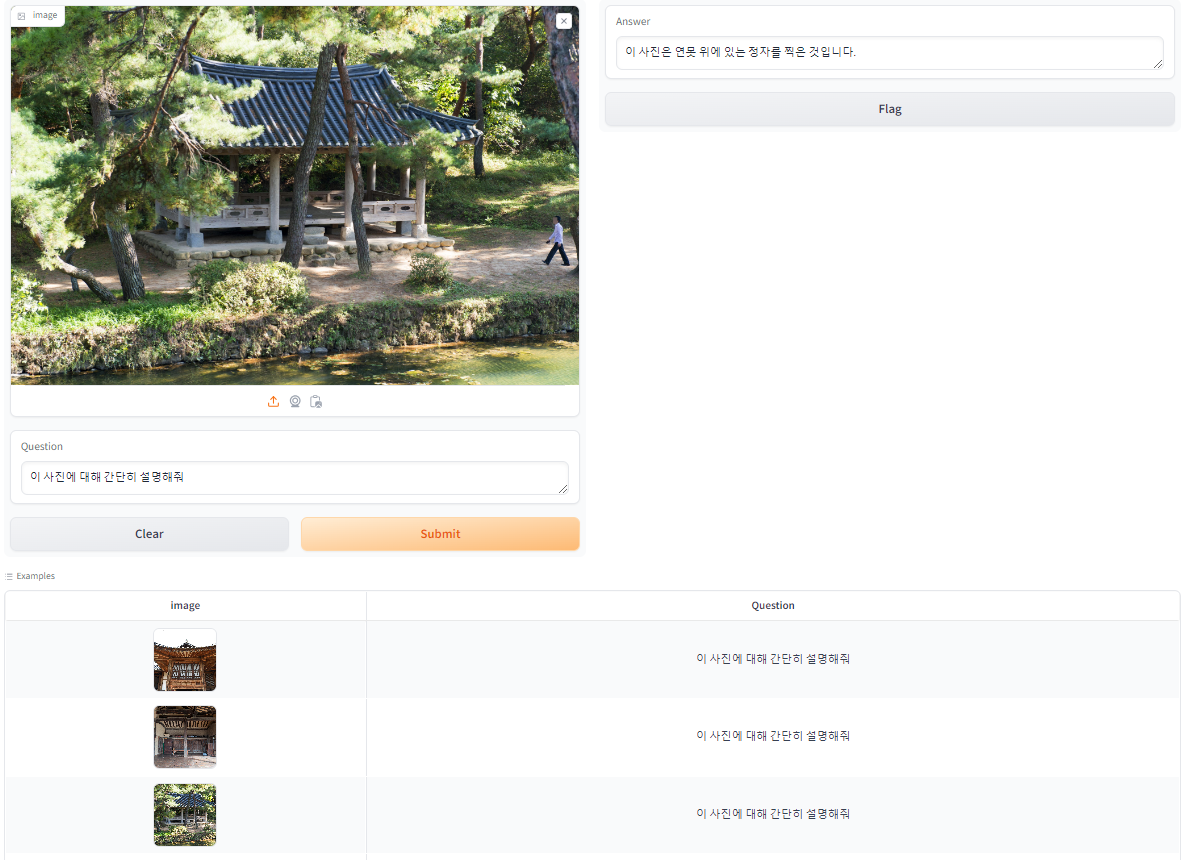 image
Answer
이 사진은 연못 위에 있는 정자를 찍은 것입니다.
Flag
Question
이 사진에 대해 간단히 설명해줘
Clear
Submit
Examples
image Question
이 사진에 대해 간단히 설명해줘
이 사진에 대해 간단히 설명해줘
이 사진에 대해 간단히 설명해줘